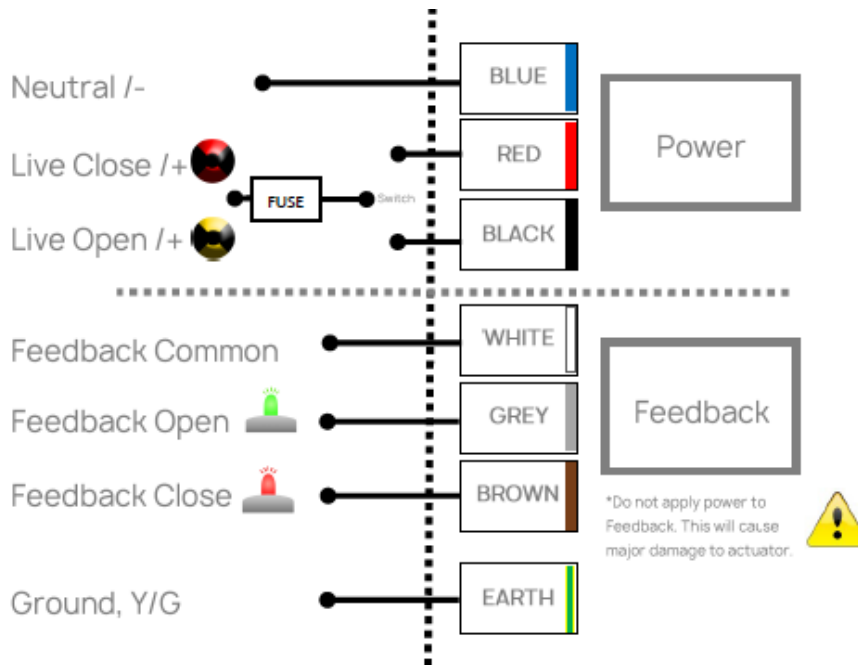 Neutral /-
BLUE
Live Close /+
RED
Power
FUSE
Switch
Live Open /+
BLACK
Feedback Common
WHITE
Feedback Open
GREY
Feedback
Feedback Close
BROWN
*Do not apply power to
Feedback. This will cause
major damage to actuator.
Ground, Y/G
EARTH